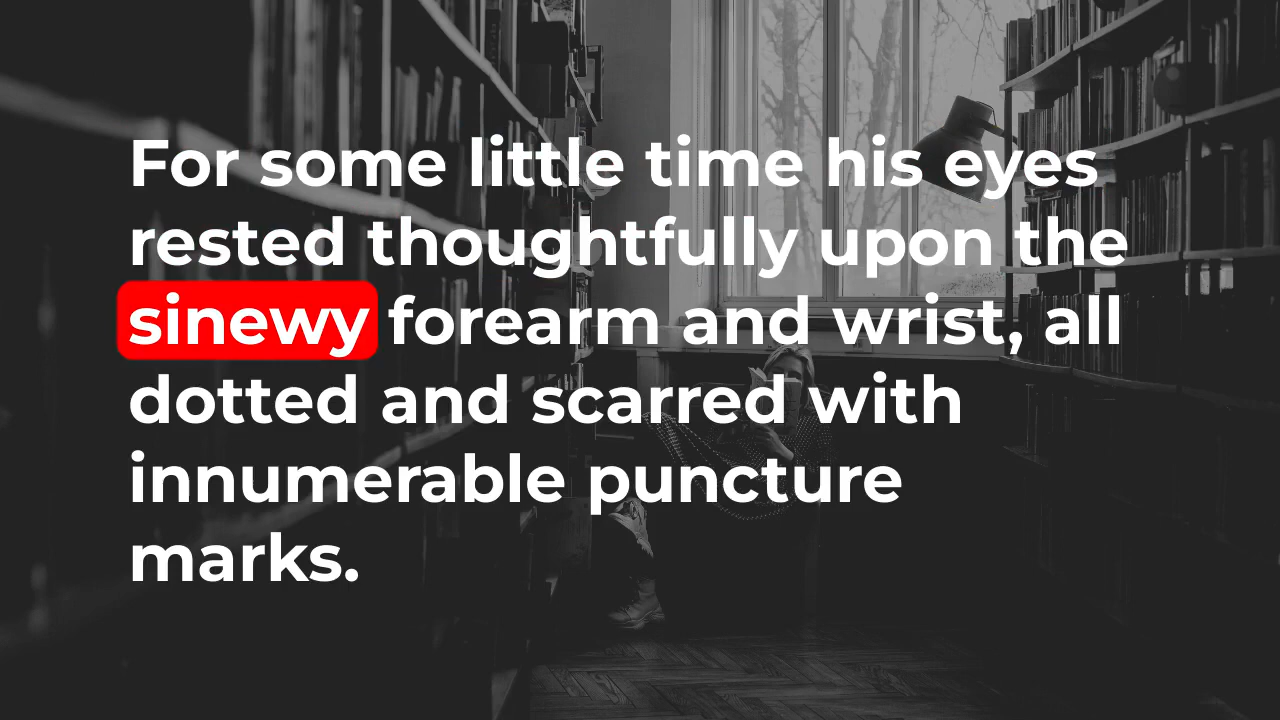 For some little time his eyes
rested thoughtfully upon the
sinewy forearm and wrist, all
dotted and scarred with
innumerable puncture
marks.